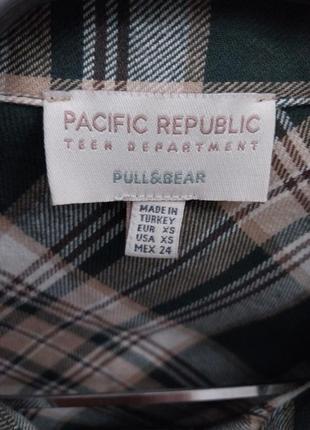 PACIFIC REPUBLIC
TEEN DEPARTMENT
PULL&BEAR
MADE IN
TURKEY
EUR XS
USA XS
MEX 24